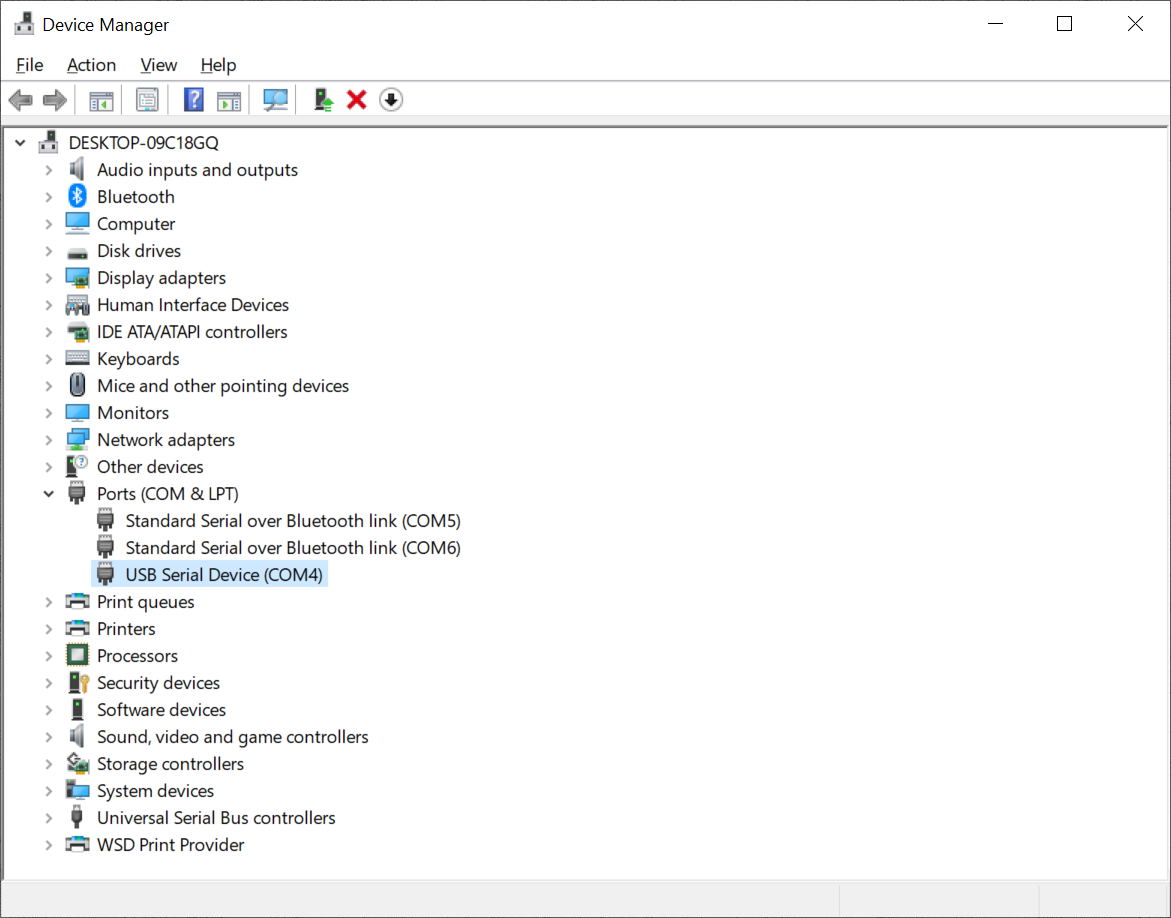 Device Manager
File Action View Help
DESKTOP-09C18GQ
Audio inputs and outputs
Bluetooth
Computer
Disk drives
Display adapters
Human Interface Devices
IDE ATA/ATAPI controllers
Keyboards
Mice and other pointing devices
Monitors
Network adapters
Other devices
Ports (COM & LPT)
Standard Serial over Bluetooth link (COM5)
Standard Serial over Bluetooth link (COM6)
USB Serial Device (COM4)
Print queues
Printers
Processors
Security devices
Software devices
Sound, video and game controllers
Storage controllers
System devices
Universal Serial Bus controllers
WSD Print Provider